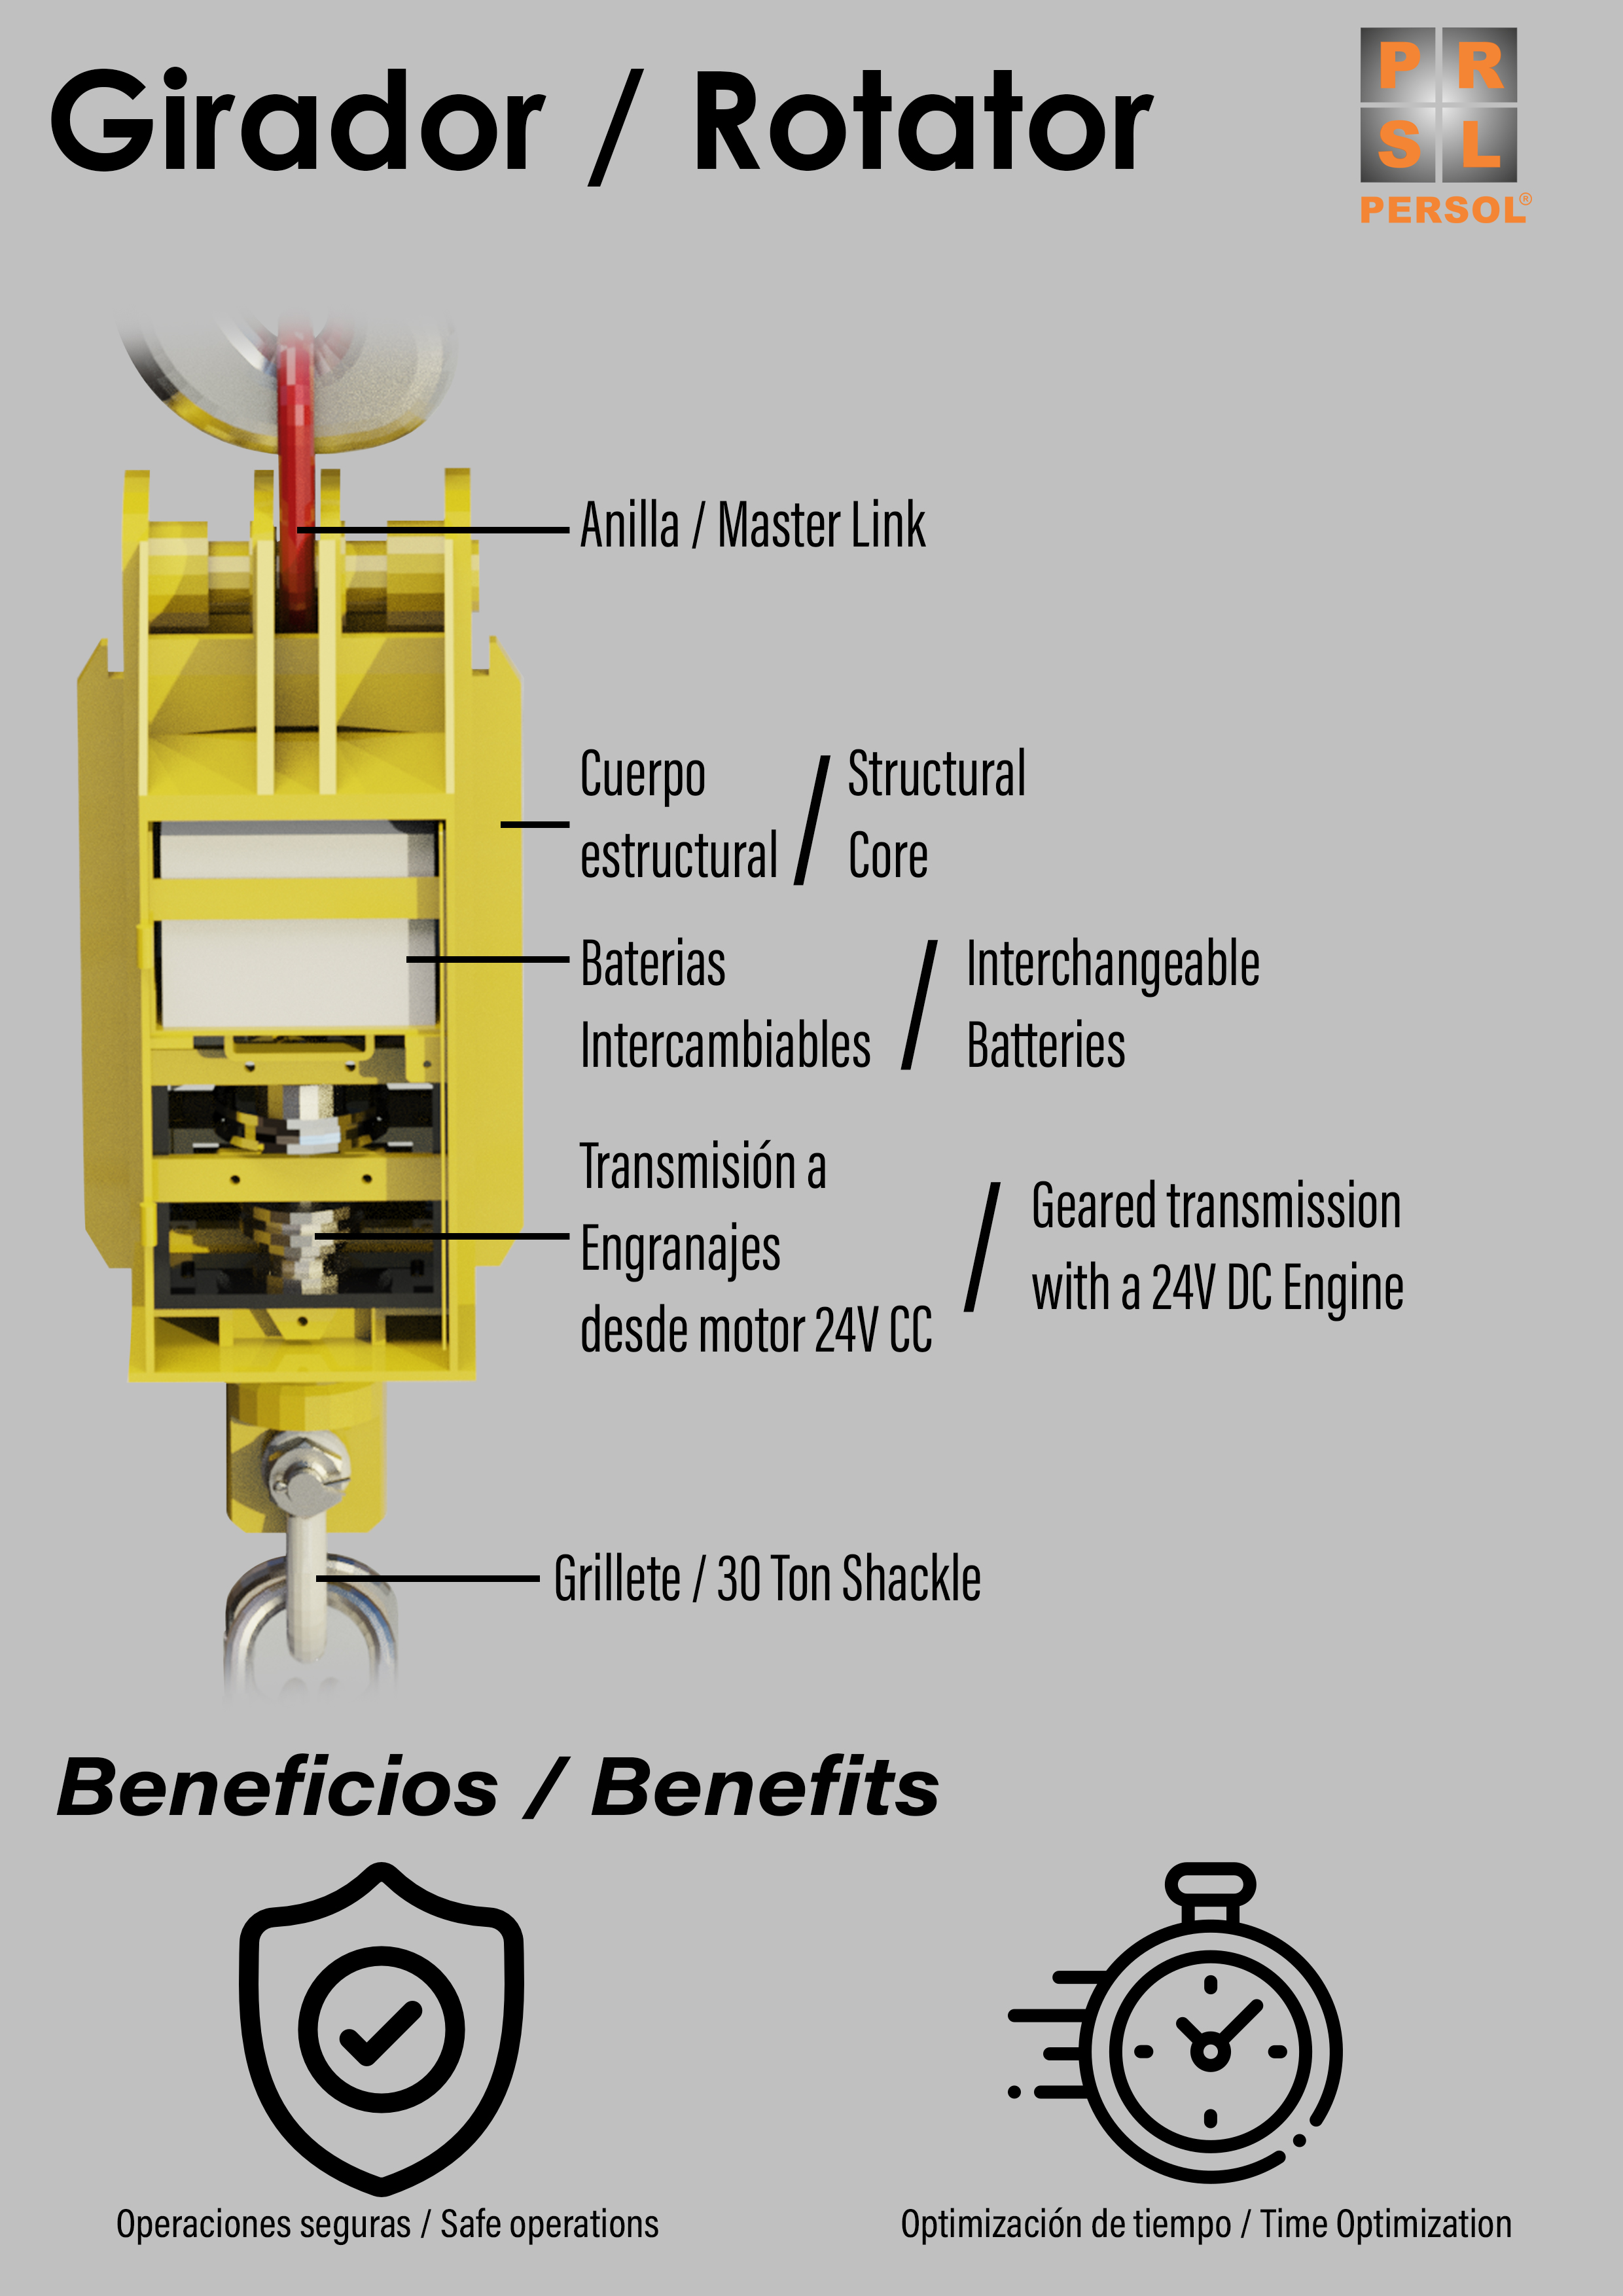 Girador / Rotator
P R
S L
PERSOL®
Anilla / Master Link
Cuerpo
estructural
/
Structural
Core
Baterias
Intercambiables
/
Interchangeable
Batteries
Transmisión a
Engranajes
desde motor 24V CC
/
Geared transmission
with a 24V DC Engine
Grillete / 30 Ton Shackle
Beneficios / Benefits
Operaciones seguras / Safe operations
Optimización de tiempo / Time Optimization